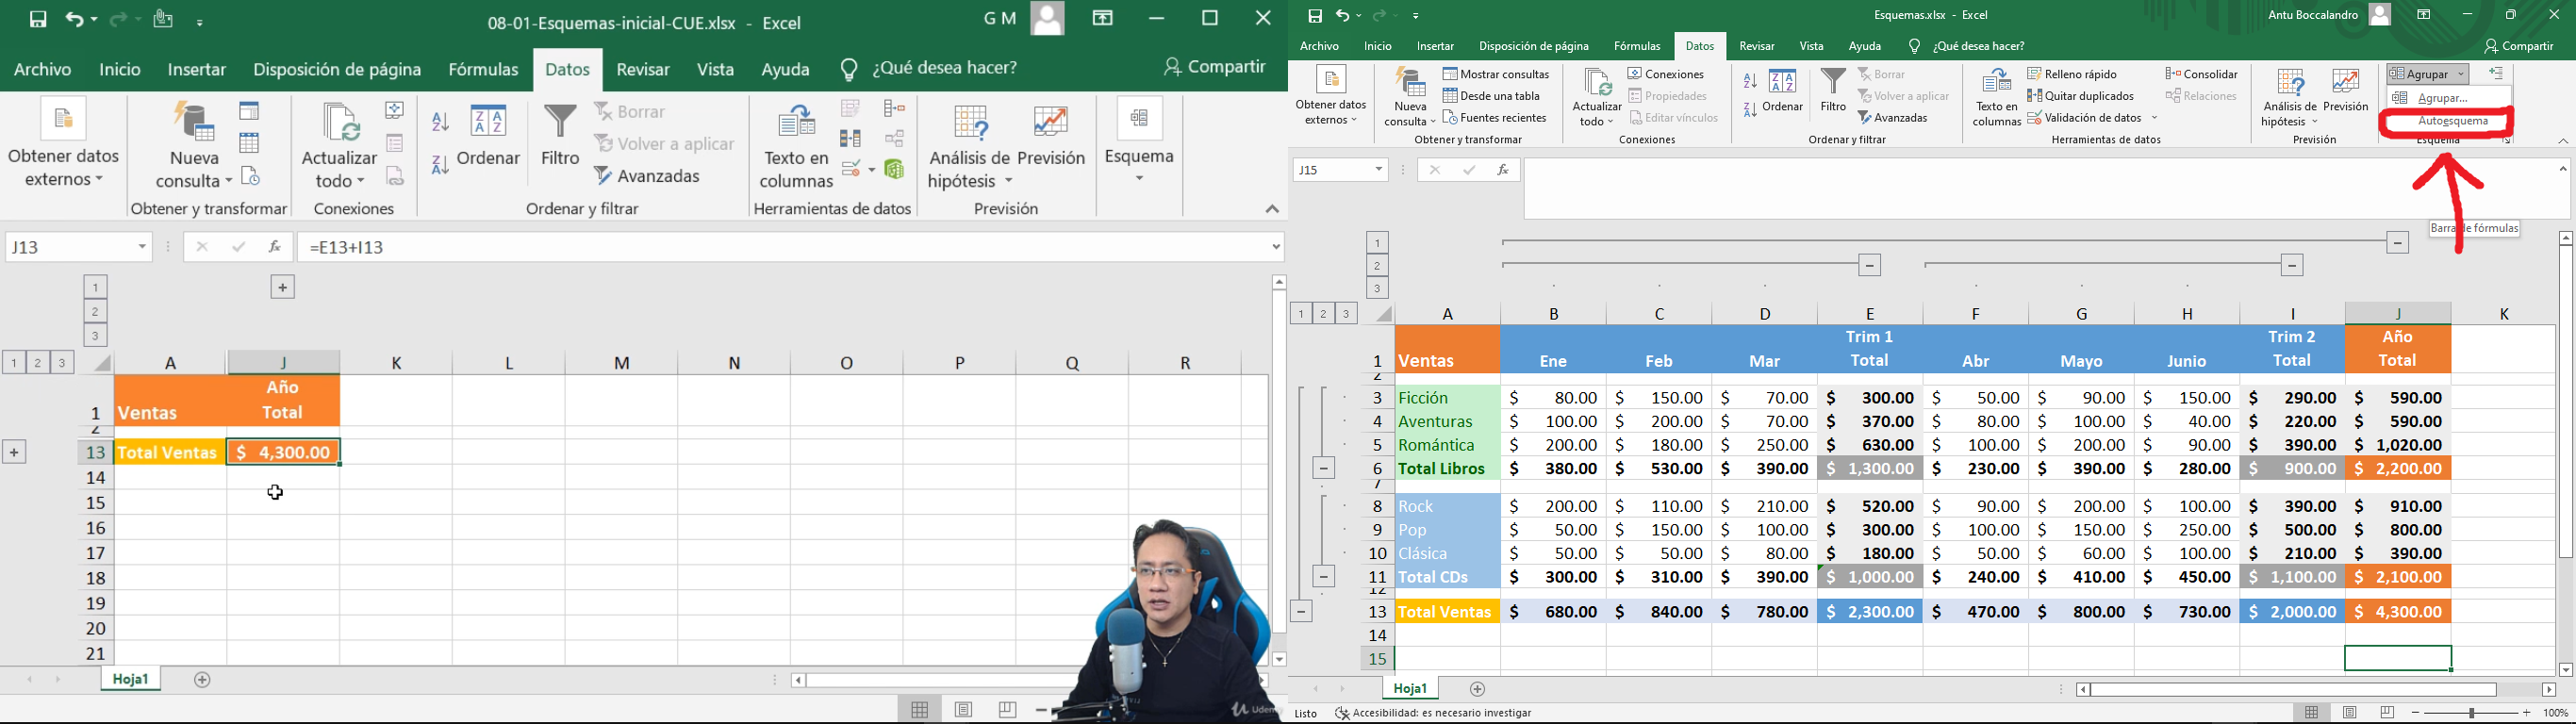 08-01-Esquemas-inicial-CUE.xlsx - Excel
G M
Archivo Inicio Insertar Disposición de página Fórmulas Datos Revisar Vista Ayuda ¿Qué desea hacer? Compartir
Obtener datos externos
Nueva consulta
Obtener y transformar
Actualizar todo
Conexiones
Ordenar
Filtro
Borrar
Volver a aplicar
Avanzadas
Ordenar y filtrar
Texto en columnas
Herramientas de datos
Análisis de hipótesis
Previsión
Previsión
Esquema
J13 fx =E13+I13
1
2
3
1 2 3
A J K L M N O P Q R
1 Ventas Año Total
2
13 Total Ventas $ 4,300.00
14
15
16
17
18
19
20
21
Hoja1
Udemy
Esquemas.xlsx - Excel
Antu Boccalandro
Archivo Inicio Insertar Disposición de página Fórmulas Datos Revisar Vista Ayuda ¿Qué desea hacer? Compartir
Obtener datos externos
Nueva consulta
Mostrar consultas
Desde una tabla
Fuentes recientes
Obtener y transformar
Actualizar todo
Conexiones
Propiedades
Editar vínculos
Conexiones
Ordenar
Filtro
Borrar
Volver a aplicar
Avanzadas
Ordenar y filtrar
Texto en columnas
Relleno rápido
Quitar duplicados
Validación de datos
Consolidar
Relaciones
Herramientas de datos
Análisis de hipótesis
Previsión
Previsión
Agrupar
Agrupar...
Autoesquema
Esquema
J15 fx
Barra de fórmulas
1
2
3
1 2 3
A B C D E F G H I J K
1 Ventas Ene Feb Mar Trim 1 Total Abr Mayo Junio Trim 2 Total Año Total
2
3 Ficción $ 80.00 $ 150.00 $ 70.00 $ 300.00 $ 50.00 $ 90.00 $ 150.00 $ 290.00 $ 590.00
4 Aventuras $ 100.00 $ 200.00 $ 70.00 $ 370.00 $ 80.00 $ 100.00 $ 40.00 $ 220.00 $ 590.00
5 Romántica $ 200.00 $ 180.00 $ 250.00 $ 630.00 $ 100.00 $ 200.00 $ 90.00 $ 390.00 $ 1,020.00
6 Total Libros $ 380.00 $ 530.00 $ 390.00 $ 1,300.00 $ 230.00 $ 390.00 $ 280.00 $ 900.00 $ 2,200.00
7
8 Rock $ 200.00 $ 110.00 $ 210.00 $ 520.00 $ 90.00 $ 200.00 $ 100.00 $ 390.00 $ 910.00
9 Pop $ 50.00 $ 150.00 $ 100.00 $ 300.00 $ 100.00 $ 150.00 $ 250.00 $ 500.00 $ 800.00
10 Clásica $ 50.00 $ 50.00 $ 80.00 $ 180.00 $ 50.00 $ 60.00 $ 100.00 $ 210.00 $ 390.00
11 Total CDs $ 300.00 $ 310.00 $ 390.00 $ 1,000.00 $ 240.00 $ 410.00 $ 450.00 $ 1,100.00 $ 2,100.00
12
13 Total Ventas $ 680.00 $ 840.00 $ 780.00 $ 2,300.00 $ 470.00 $ 800.00 $ 730.00 $ 2,000.00 $ 4,300.00
14
15
Hoja1
Listo Accesibilidad: es necesario investigar 100%